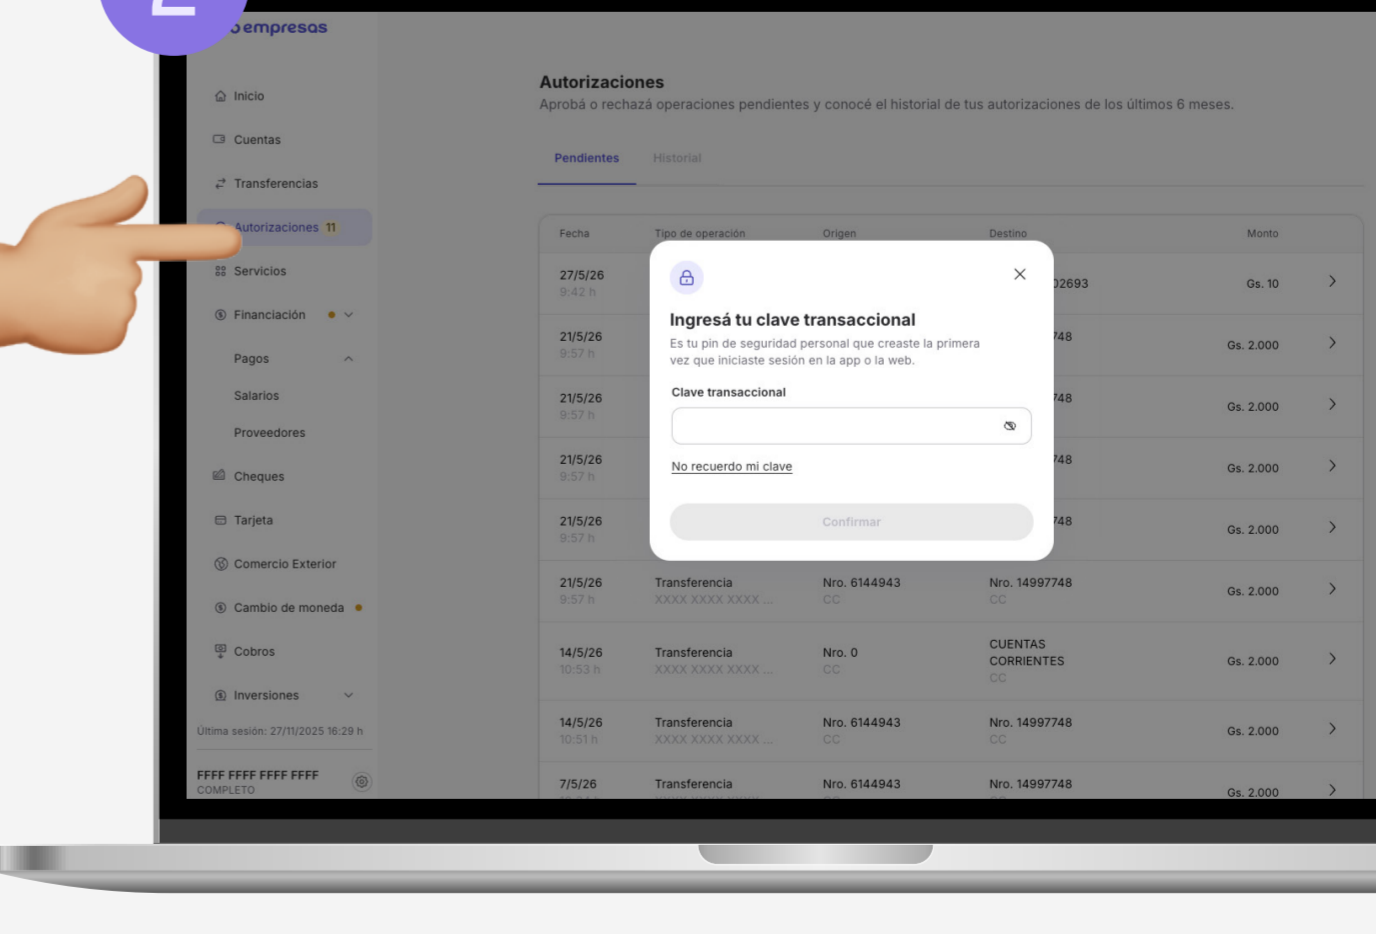 empresas
Inicio
Cuentas
Transferencias
Autorizaciones 11
Servicios
Financiación
Pagos
Salarios
Proveedores
Cheques
Tarjeta
Comercio Exterior
Cambio de moneda
Cobros
Inversiones
Última sesión: 27/11/2025 16:29 h
FFFF FFFF FFFF FFFF
COMPLETO
Autorizaciones
Aprobá o rechazá operaciones pendientes y conocé el historial de tus autorizaciones de los últimos 6 meses.
Pendientes Historial
Fecha Tipo de operación Origen Destino Monto
27/5/26 02693 Gs. 10
9:42 h
21/5/26 748 Gs. 2.000
9:57 h
21/5/26 748 Gs. 2.000
9:57 h
21/5/26 748 Gs. 2.000
9:57 h
21/5/26 748 Gs. 2.000
9:57 h
21/5/26 Transferencia Nro. 6144943 Nro. 14997748 Gs. 2.000
9:57 h XXXX XXXX XXXX ... CC CC
14/5/26 Transferencia Nro. 0 CUENTAS CORRIENTES Gs. 2.000
10:53 h XXXX XXXX XXXX ... CC CC
14/5/26 Transferencia Nro. 6144943 Nro. 14997748 Gs. 2.000
10:51 h XXXX XXXX XXXX ... CC CC
7/5/26 Transferencia Nro. 6144943 Nro. 14997748 Gs. 2.000
Ingresá tu clave transaccional
Es tu pin de seguridad personal que creaste la primera
vez que iniciaste sesión en la app o la web.
Clave transaccional
No recuerdo mi clave
Confirmar